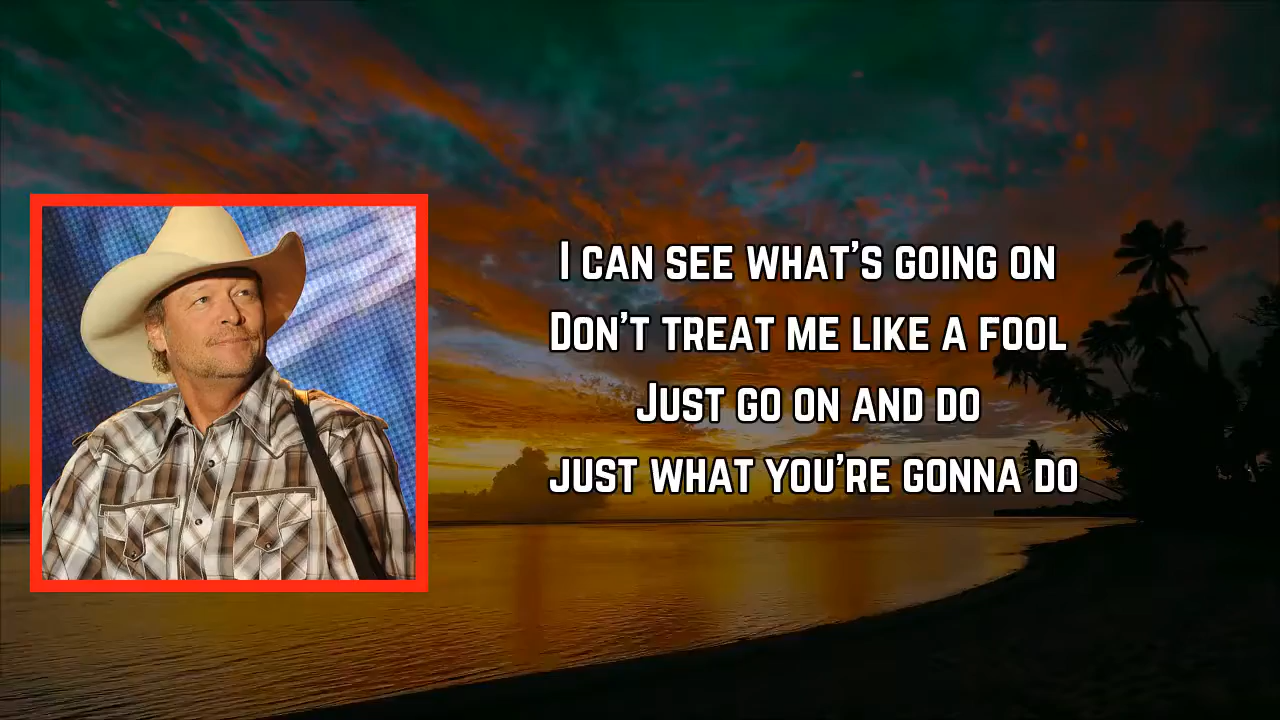 I can see what's going on
Don't treat me like a fool
Just go on and do
just what you're gonna do